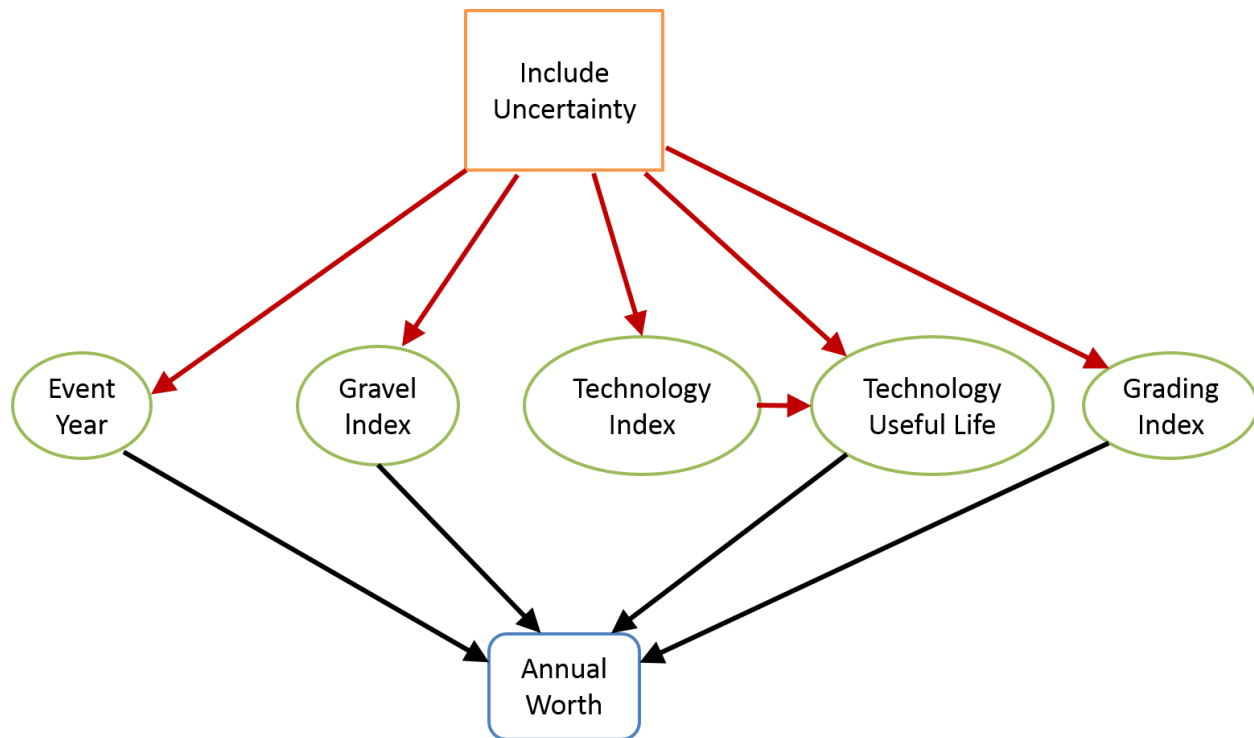 Include
Uncertainty
Event
Year
Gravel
Index
Technology
Index
Technology
Useful Life
Grading
Index
Annual
Worth